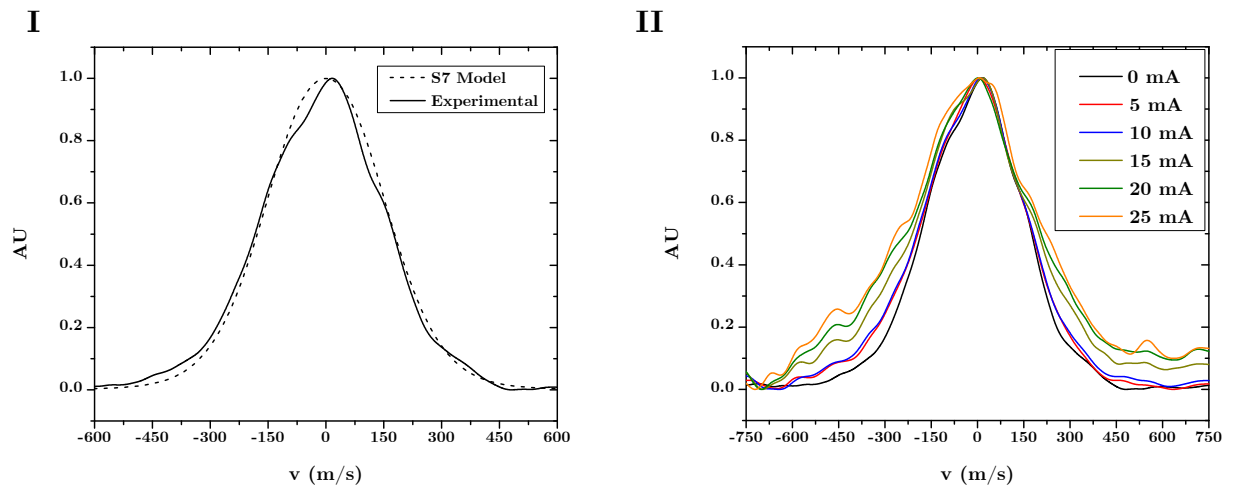 I
II
S7 Model
Experimental
1.0
0.8
0.6
0.4
0.2
0.0
AU
-600
-450
-300
-150
0
150
300
450
600
v (m/s)
0 mA
5 mA
10 mA
15 mA
20 mA
25 mA
1.0
0.8
0.6
0.4
0.2
0.0
AU
-750
-600
-450
-300
-150
0
150
300
450
600
750
v (m/s)